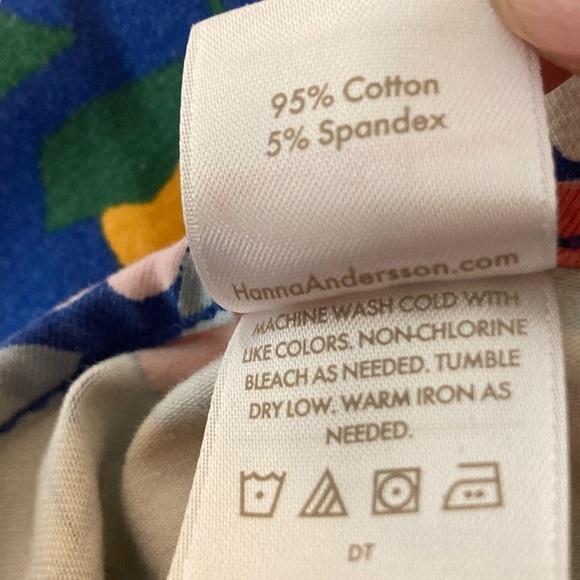 95% Cotton
5% Spandex
HannaAndersson.com
MACHINE WASH COLD WITH
LIKE COLORS. NON-CHLORINE
BLEACH AS NEEDED. TUMBLE
DRY LOW. WARM IRON AS
NEEDED.
DT